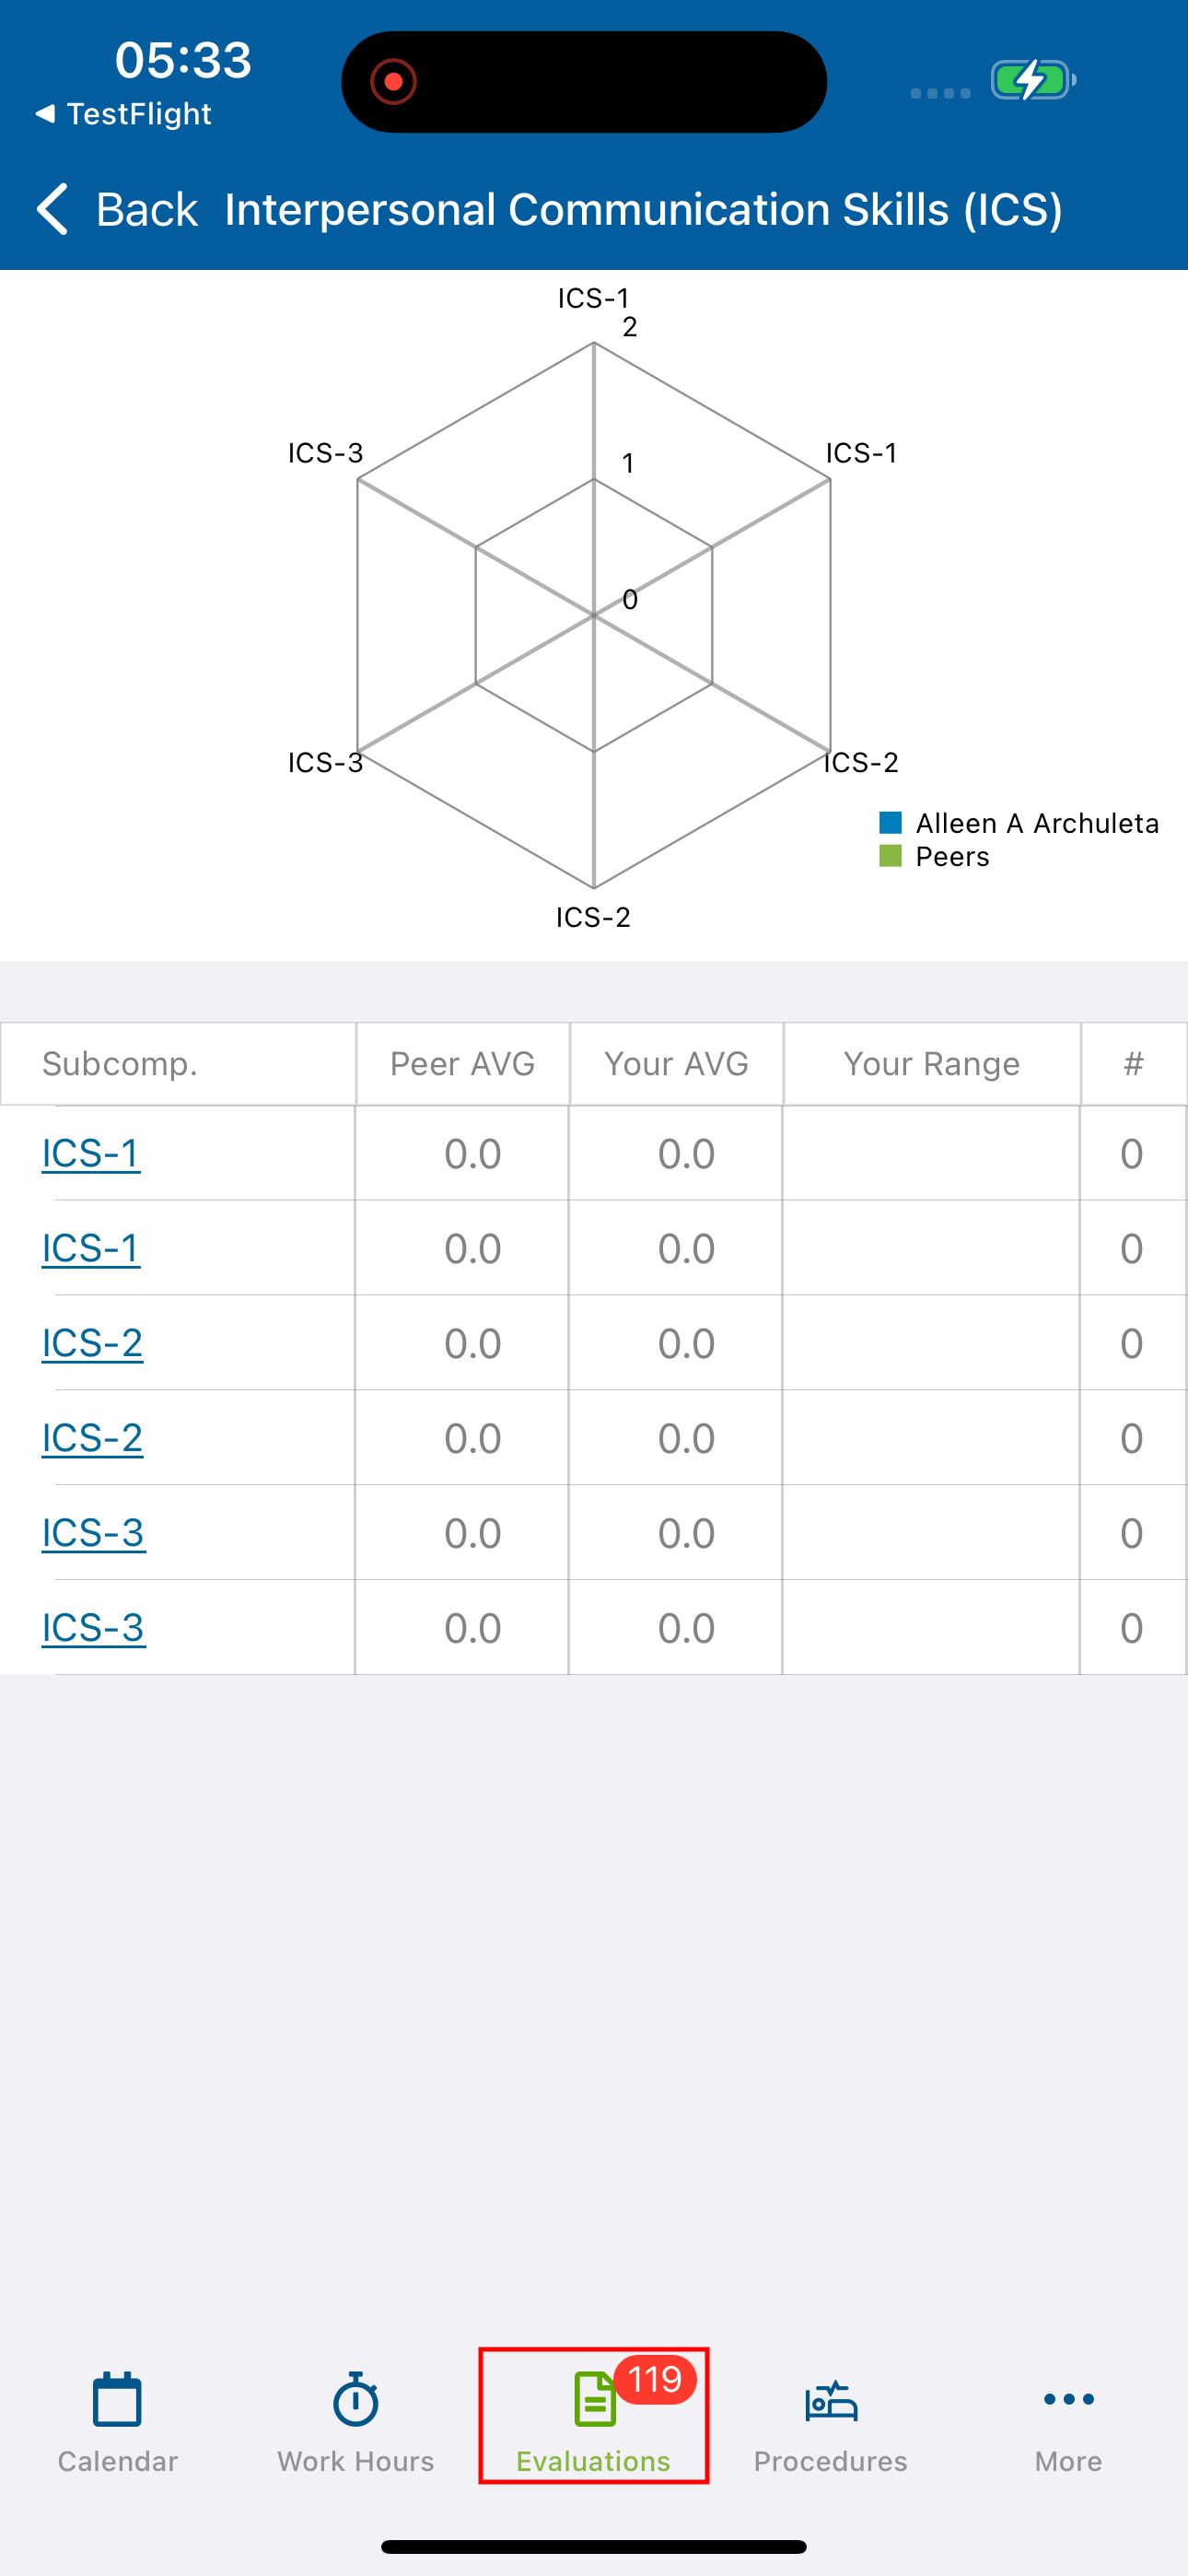 05:33
◀ TestFlight
Back Interpersonal Communication Skills (ICS)
ICS-1
2
ICS-3
1
ICS-1
0
ICS-3
ICS-2
Alleen A Archuleta
Peers
ICS-2
Subcomp. Peer AVG Your AVG Your Range #
ICS-1 0.0 0.0 0
ICS-1 0.0 0.0 0
ICS-2 0.0 0.0 0
ICS-2 0.0 0.0 0
ICS-3 0.0 0.0 0
ICS-3 0.0 0.0 0
119
Calendar Work Hours Evaluations Procedures More